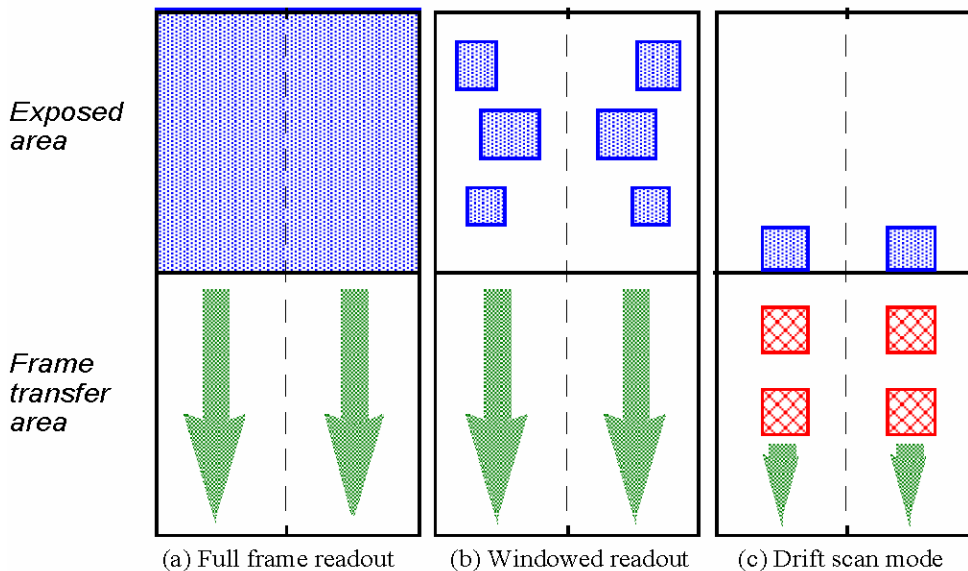 Exposed
area
Frame
transfer
area
(a) Full frame readout
(b) Windowed readout
(c) Drift scan mode